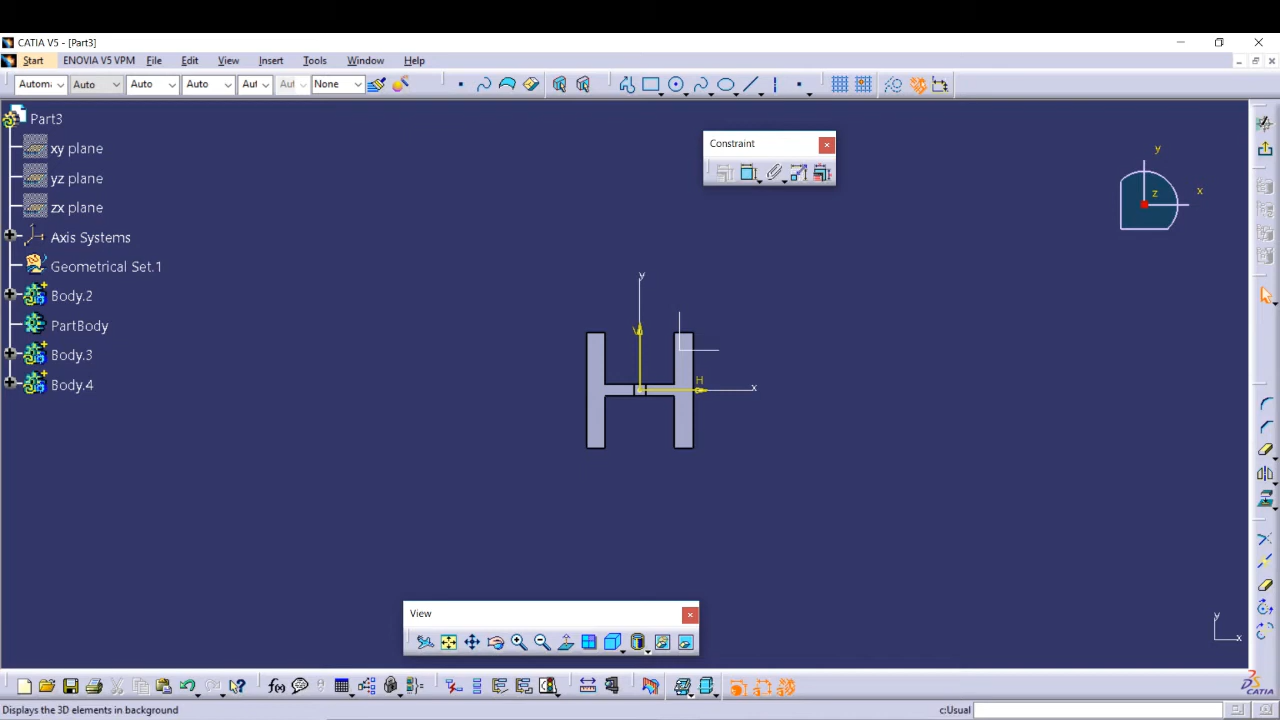 CATIA V5 - [Part3]
Start ENOVIA V5 VPM File Edit View Insert Tools Window Help
Autom Auto Auto Auto Aut Aut None
Part3
xy plane
yz plane
zx plane
Axis Systems
Geometrical Set.1
Body.2
PartBody
Body.3
Body.4
Constraint
y
x
z
y
V
H
x
View
y
x
f(x)
CATIA
Displays the 3D elements in background
c:Usual